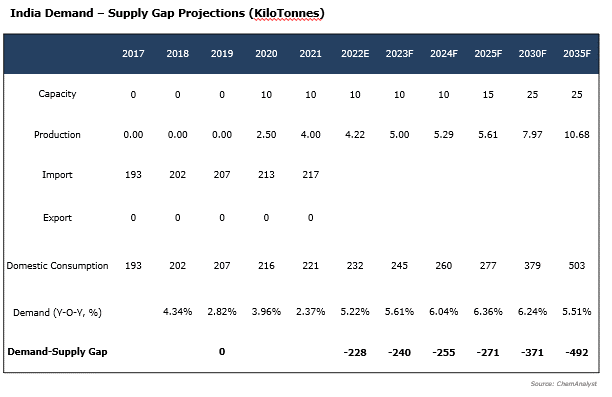 India Demand – Supply Gap Projections (KiloTonnes)
2017 2018 2019 2020 2021 2022E 2023F 2024F 2025F 2030F 2035F
Capacity 0 0 0 10 10 10 10 10 15 25 25
Production 0.00 0.00 0.00 2.50 4.00 4.22 5.00 5.29 5.61 7.97 10.68
Import 193 202 207 213 217
Export 0 0 0 0 0
Domestic Consumption 193 202 207 216 221 232 245 260 277 379 503
Demand (Y-O-Y, %) 4.34% 2.82% 3.96% 2.37% 5.22% 5.61% 6.04% 6.36% 6.24% 5.51%
Demand-Supply Gap 0 -228 -240 -255 -271 -371 -492
Source: ChemAnalyst